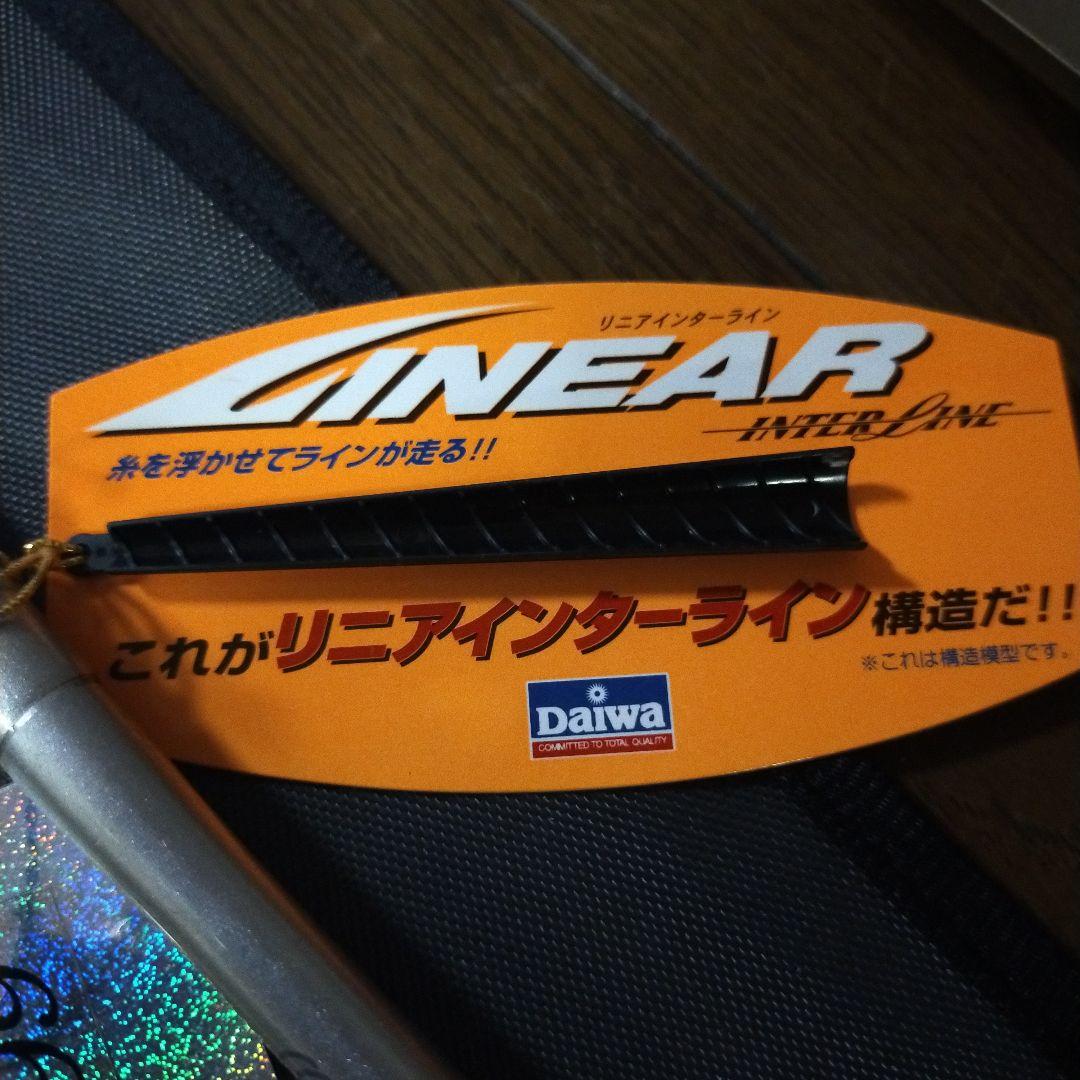 リニアインターライン
LINEAR
INTERLINE
糸を浮かせてラインが走る!!
これがリニアインターライン構造だ!!
※これは構造模型です。
Daiwa
COMMITTED TO TOTAL QUALITY